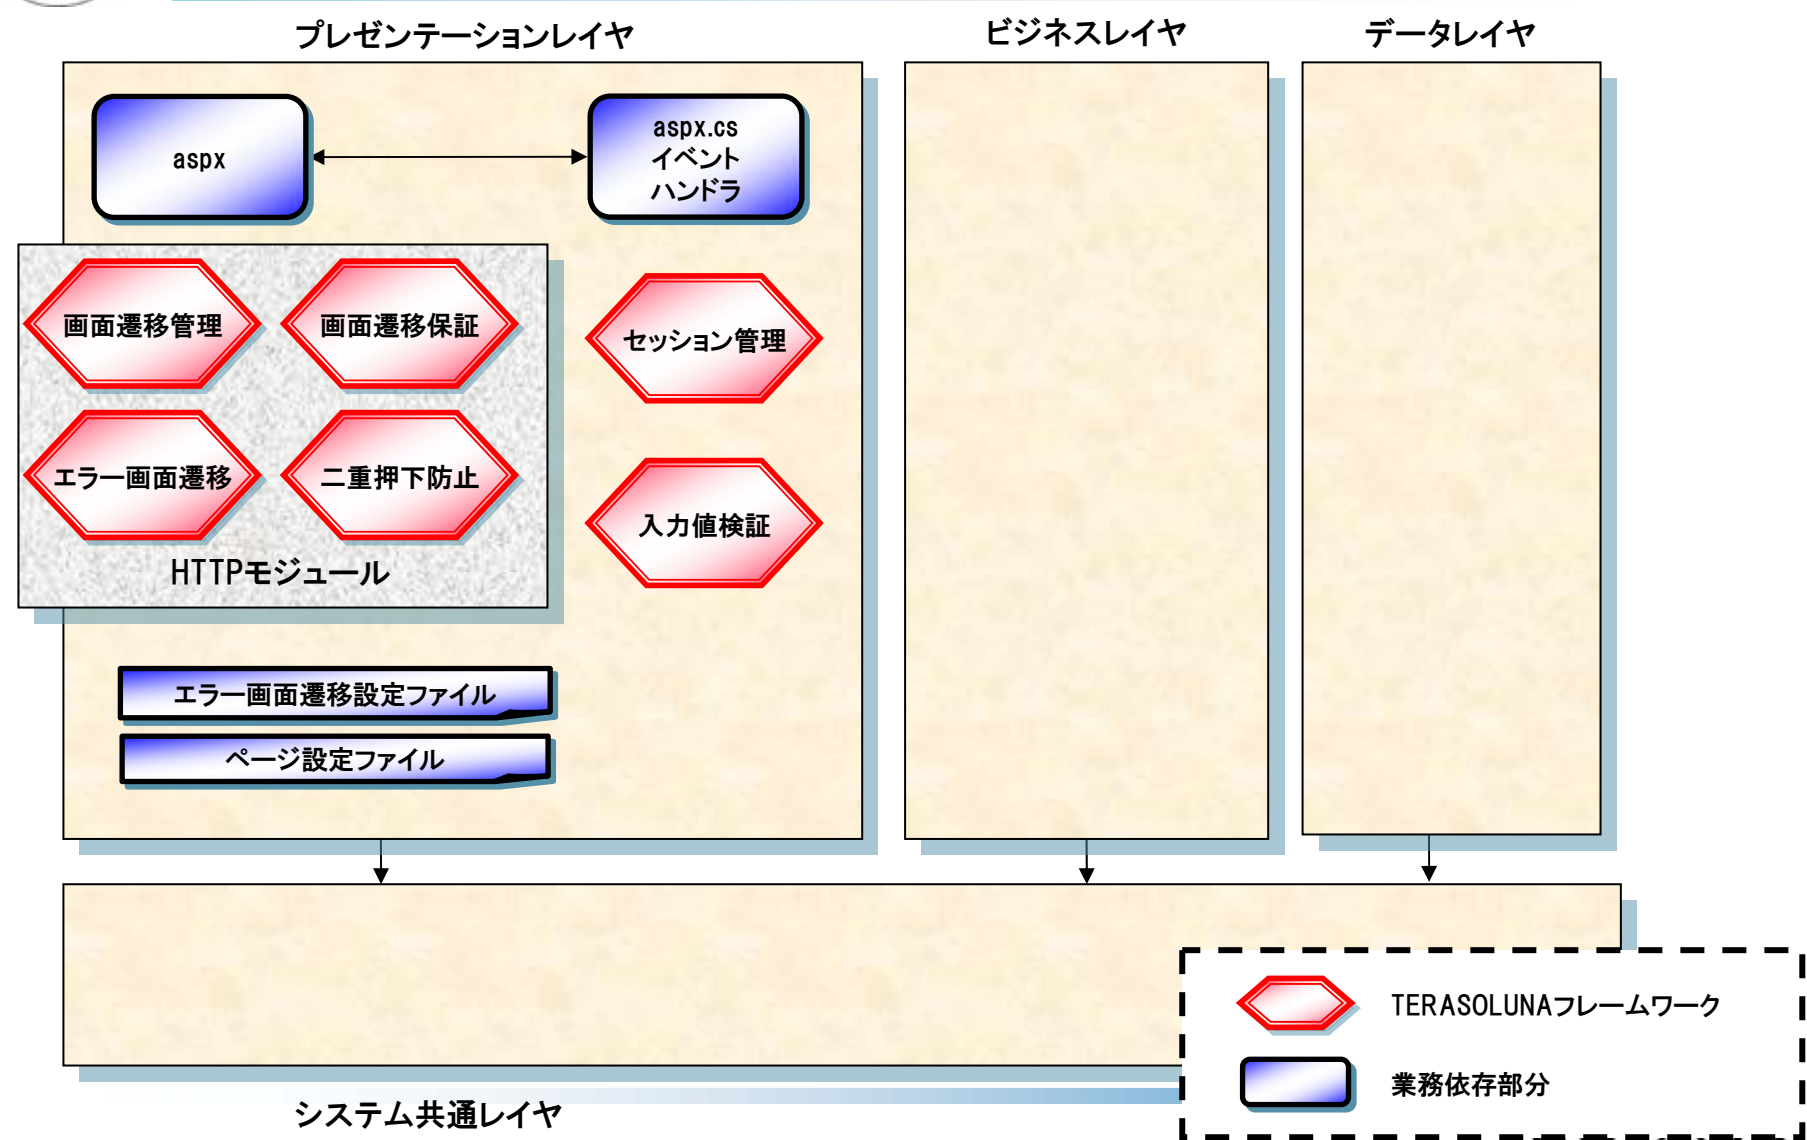 プレゼンテーションレイヤ
ビジネスレイヤ
データレイヤ
aspx
aspx.cs
イベント
ハンドラ
画面遷移管理
画面遷移保証
セッション管理
エラー画面遷移
二重押下防止
入力値検証
HTTPモジュール
エラー画面遷移設定ファイル
ページ設定ファイル
TERASOLUNAフレームワーク
業務依存部分
システム共通レイヤ